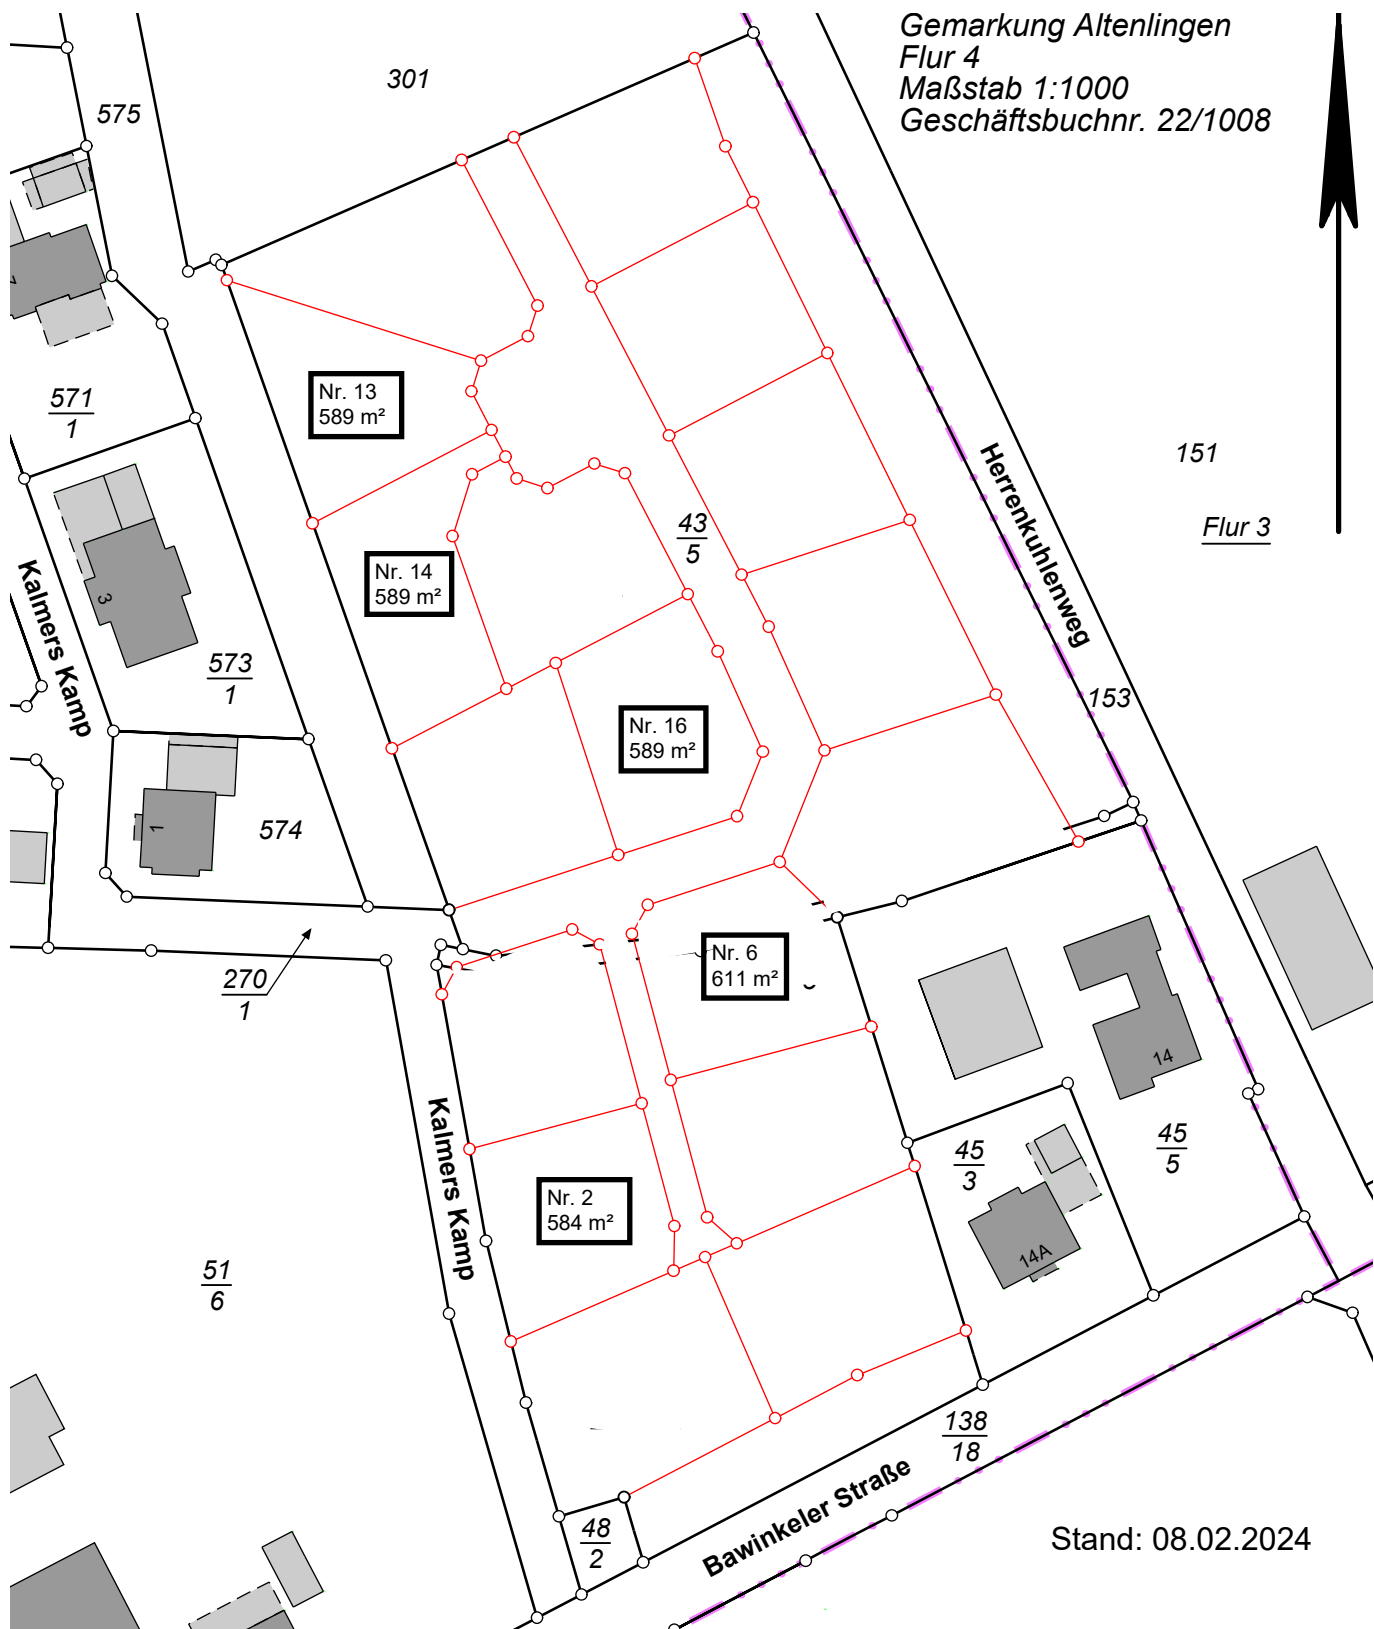 Gemarkung Altenlingen
Flur 4
Maßstab 1:1000
Geschäftsbuchnr. 22/1008
301
575
571
1
Nr. 13
589 m²
151
Flur 3
Herrenkuhlenweg
43
5
Kalmers Kamp
3
Nr. 14
589 m²
573
1
153
Nr. 16
589 m²
1
574
Nr. 6
611 m²
270
1
14
Kalmers Kamp
45
3
45
5
Nr. 2
584 m²
14A
51
6
138
18
Bawinkeler Straße
48
2
Stand: 08.02.2024